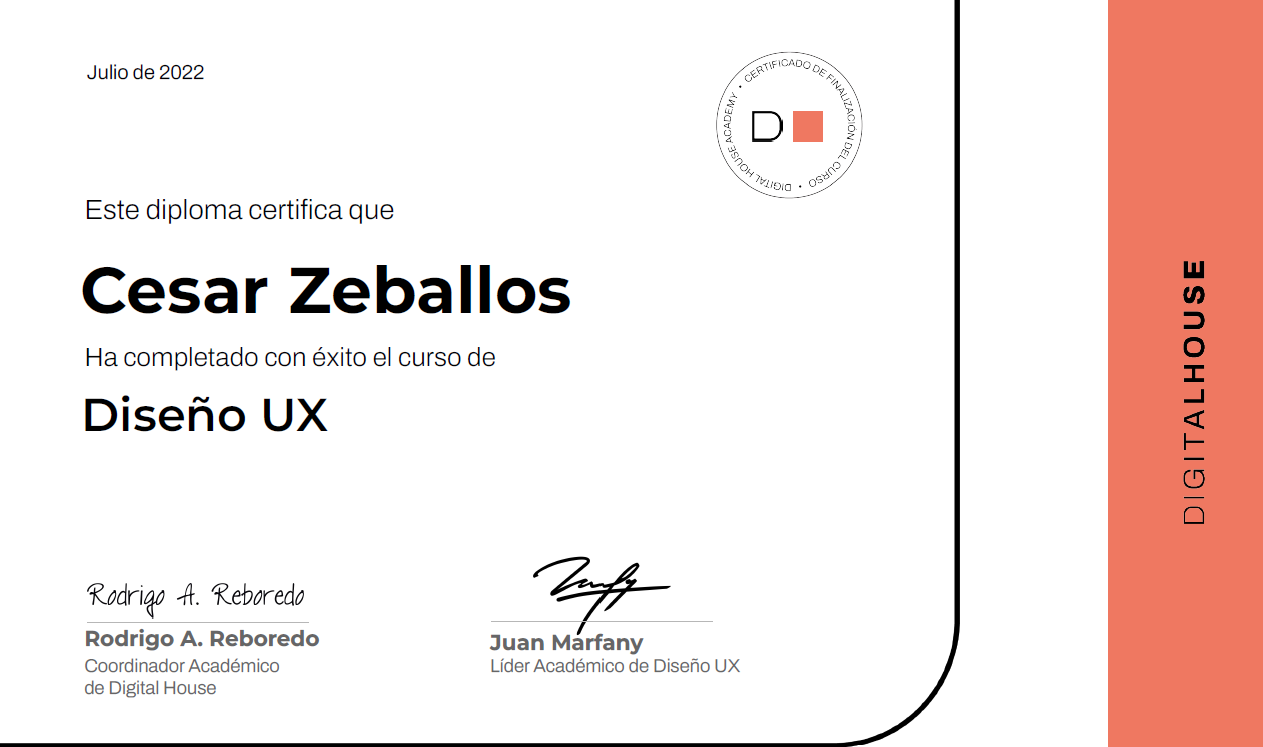 Julio de 2022
DIGITAL HOUSE ACADEMY • CERTIFICADO DE FINALIZACIÓN DEL CURSO •
D
Este diploma certifica que
Cesar Zeballos
Ha completado con éxito el curso de
Diseño UX
Rodrigo A. Reboredo
Rodrigo A. Reboredo
Coordinador Académico
de Digital House
Juan Marfany
Líder Académico de Diseño UX
DIGITALHOUSE